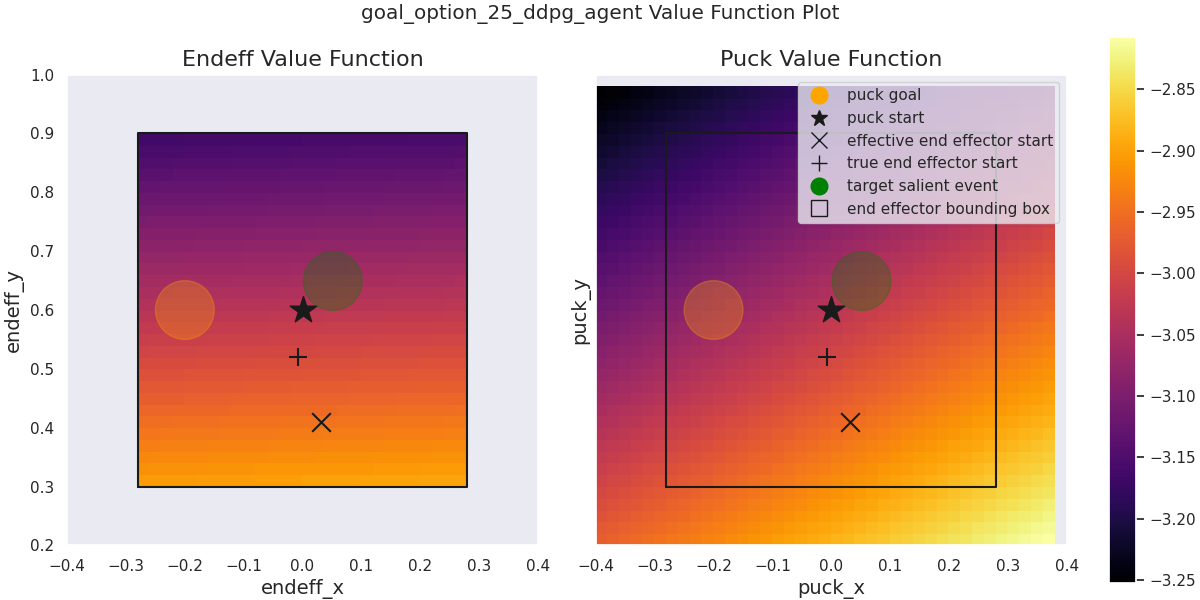 goal_option_25_ddpg_agent Value Function Plot
Endeff Value Function
1.0
0.9
0.8
0.7
0.6
0.5
0.4
0.3
0.2
endeff_y
−0.4 −0.3 −0.2 −0.1 0.0 0.1 0.2 0.3 0.4
endeff_x
Puck Value Function
puck goal
puck start
effective end effector start
true end effector start
target salient event
end effector bounding box
puck_y
−0.4 −0.3 −0.2 −0.1 0.0 0.1 0.2 0.3 0.4
puck_x
−2.85
−2.90
−2.95
−3.00
−3.05
−3.10
−3.15
−3.20
−3.25